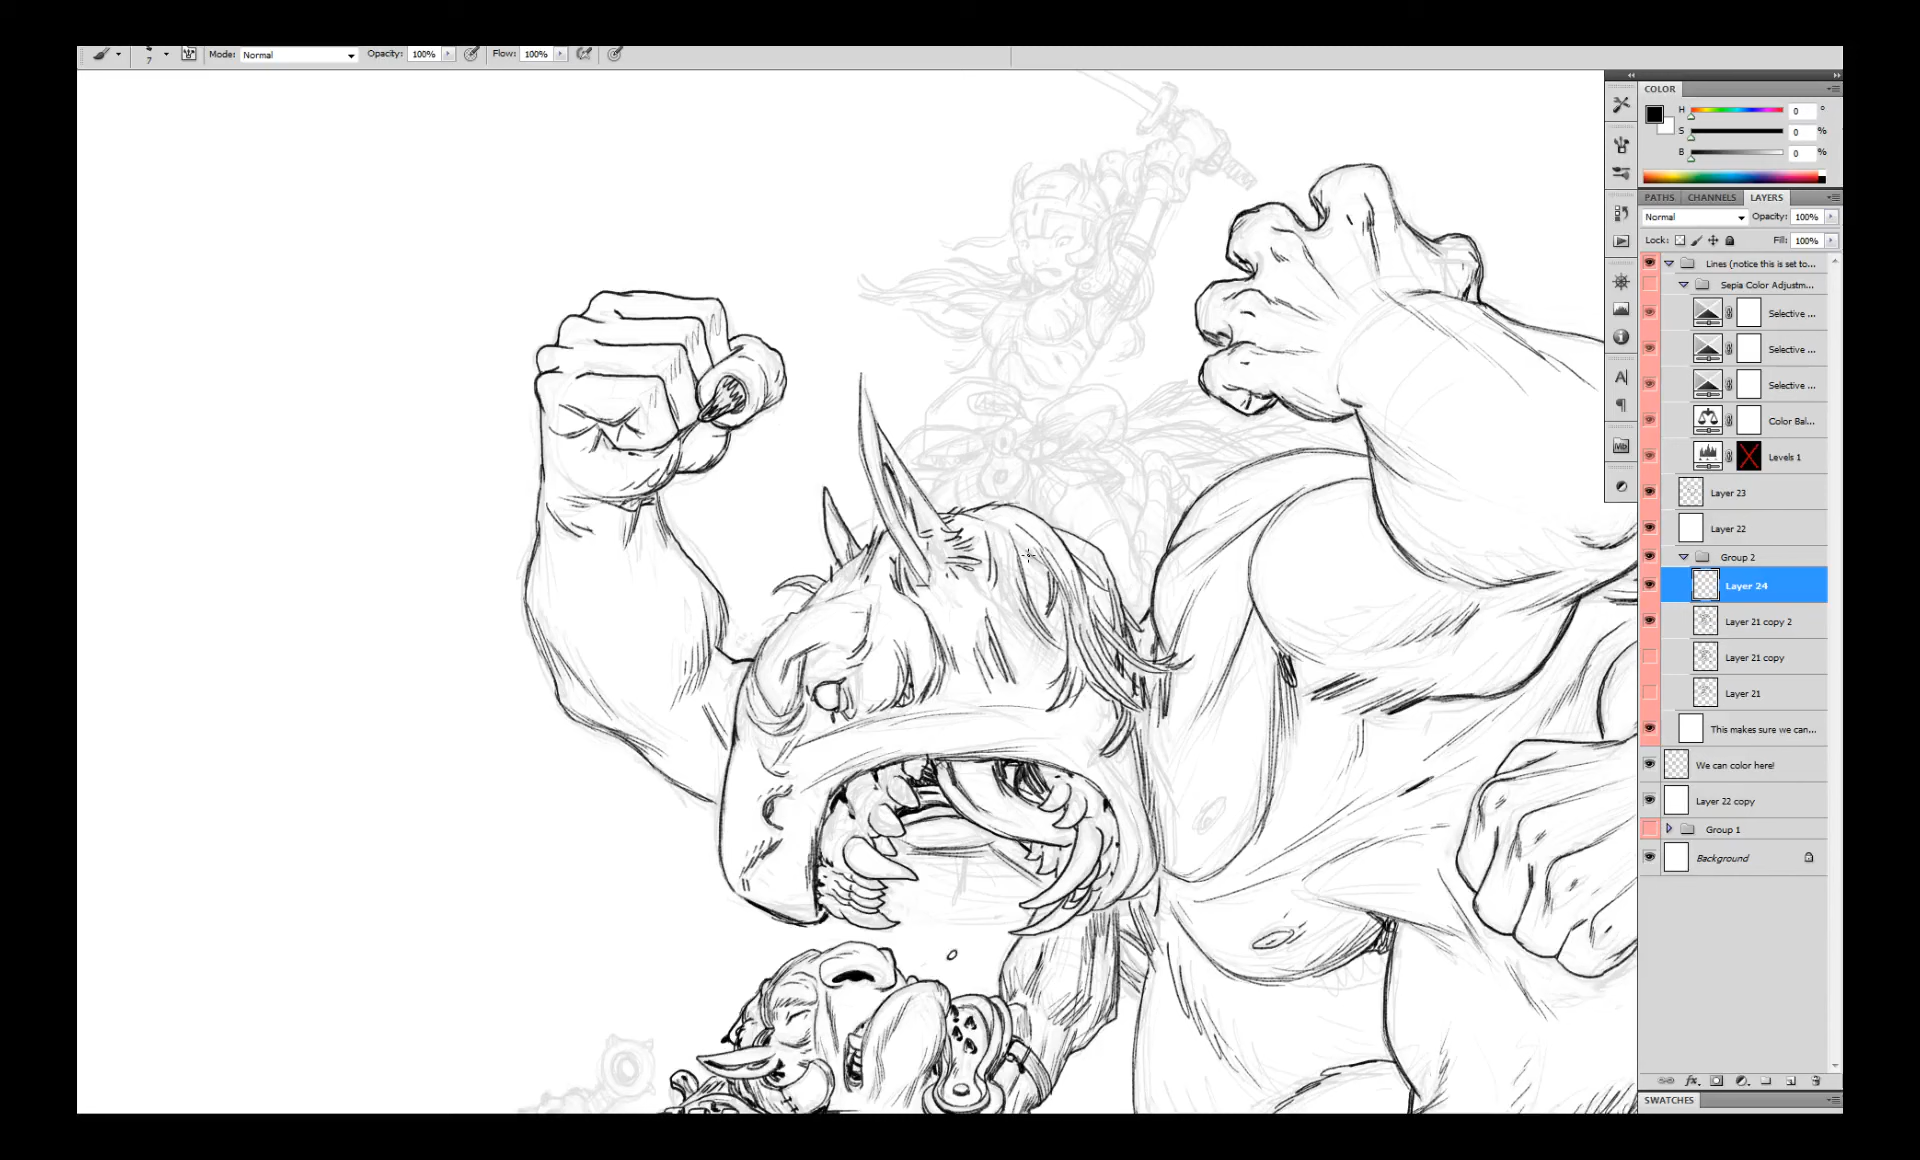 7 Mode: Normal Opacity: 100% Flow: 100%
COLOR
H 0 °
S 0 %
B 0 %
PATHS CHANNELS LAYERS
Normal Opacity: 100%
Lock: Fill: 100%
Lines (notice this is set to...
Sepia Color Adjustm...
Selective ...
Selective ...
Selective ...
Color Bal...
Levels 1
Layer 23
Layer 22
Group 2
Layer 24
Layer 21 copy 2
Layer 21 copy
Layer 21
This makes sure we can...
We can color here!
Layer 22 copy
Group 1
Background
fx.
SWATCHES